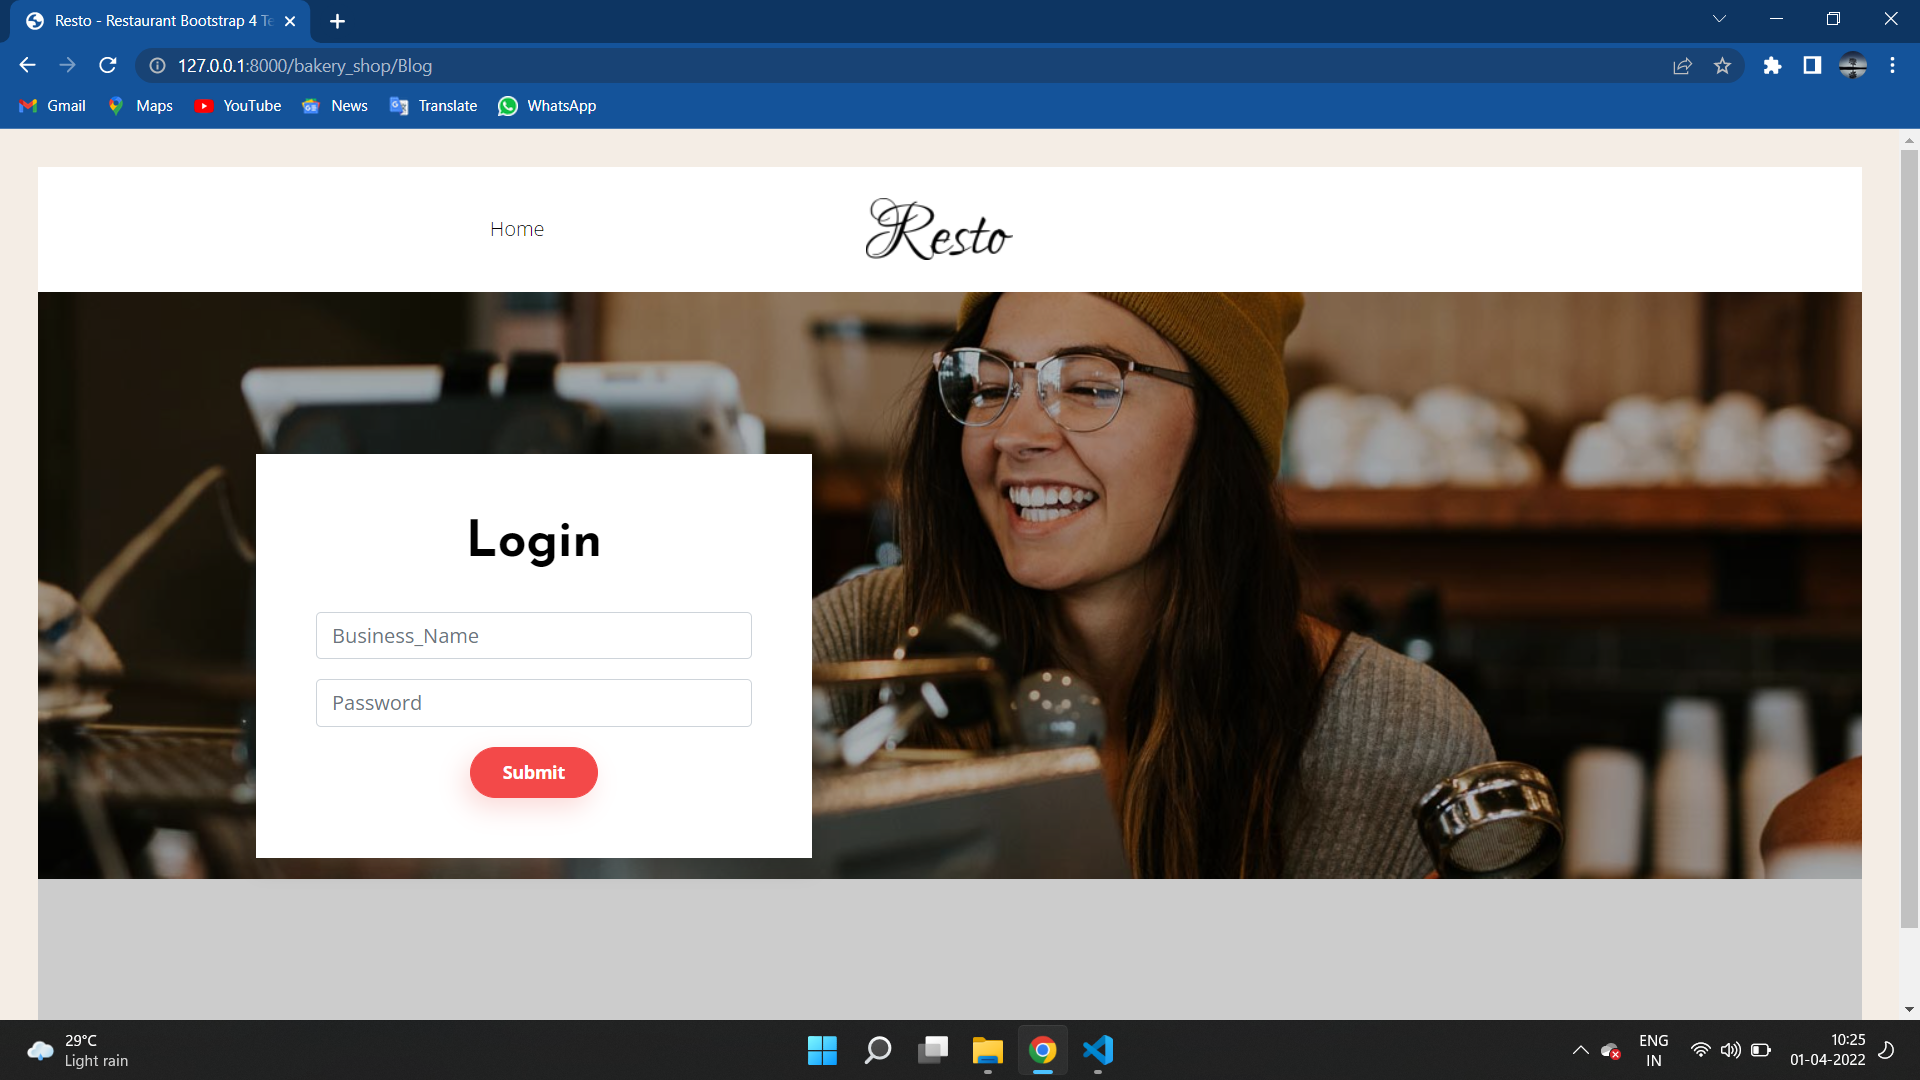 Resto - Restaurant Bootstrap 4 Te
127.0.0.1:8000/bakery_shop/Blog
Gmail Maps YouTube News Translate WhatsApp
Home
Resto
Login
Business_Name
Password
Submit
29°C
Light rain
ENG
IN
10:25
01-04-2022